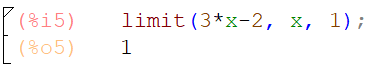 (%i5) limit(3*x-2, x, 1);
(%o5) 1